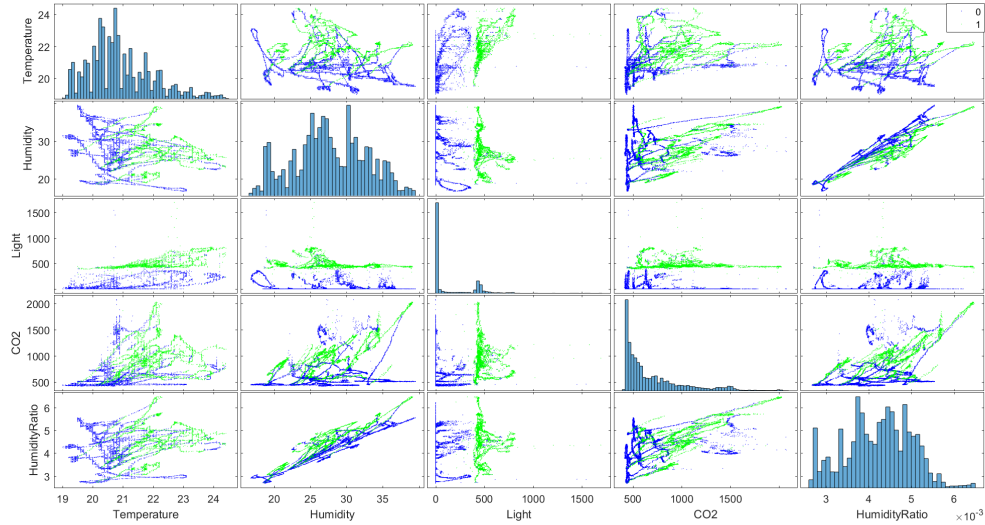 0
1
Temperature
24
22
20
Humidity
30
20
Light
1500
1000
500
0
CO2
2000
1500
1000
500
HumidityRatio
6
5
4
3
19 20 21 22 23 24
20 25 30 35
0 500 1000 1500
500 1000 1500
3 4 5 6
×10⁻³
Temperature Humidity Light CO2 HumidityRatio